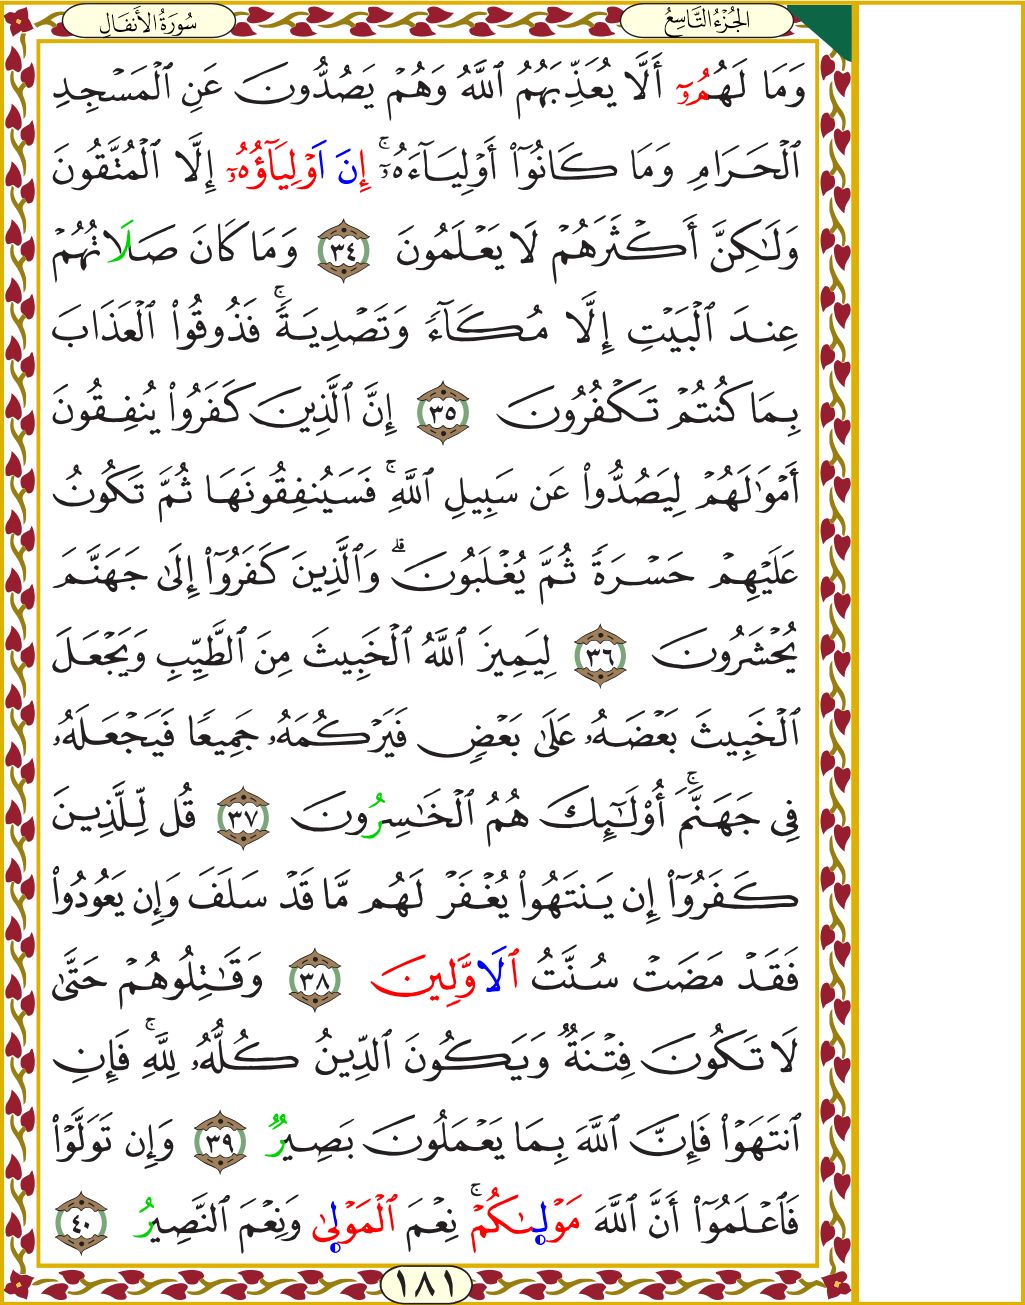 الجُزْءُ التَّاسِعُ
سُورَةُ الأَنفَال
وَمَا لَهُمُۥٓ أَلَّا يُعَذِّبَهُمُ ٱللَّهُ وَهُمْ يَصُدُّونَ عَنِ ٱلْمَسْجِدِ
ٱلْحَرَامِ وَمَا كَانُوٓا۟ أَوْلِيَآءَهُۥٓ ۚ إِنَ اَوْلِيَآؤُهُۥٓ إِلَّا ٱلْمُتَّقُونَ
وَلَٰكِنَّ أَكْثَرَهُمْ لَا يَعْلَمُونَ ٣٤ وَمَا كَانَ صَلَاتُهُمْ
عِندَ ٱلْبَيْتِ إِلَّا مُكَآءً وَتَصْدِيَةً ۚ فَذُوقُوا۟ ٱلْعَذَابَ
بِمَا كُنتُمْ تَكْفُرُونَ ٣٥ إِنَّ ٱلَّذِينَ كَفَرُوا۟ يُنفِقُونَ
أَمْوَٰلَهُمْ لِيَصُدُّوا۟ عَن سَبِيلِ ٱللَّهِ ۚ فَسَيُنفِقُونَهَا ثُمَّ تَكُونُ
عَلَيْهِمْ حَسْرَةً ثُمَّ يُغْلَبُونَ ۗ وَٱلَّذِينَ كَفَرُوٓا۟ إِلَىٰ جَهَنَّمَ
يُحْشَرُونَ ٣٦ لِيَمِيزَ ٱللَّهُ ٱلْخَبِيثَ مِنَ ٱلطَّيِّبِ وَيَجْعَلَ
ٱلْخَبِيثَ بَعْضَهُۥ عَلَىٰ بَعْضٍ فَيَرْكُمَهُۥ جَمِيعًا فَيَجْعَلَهُۥ
فِى جَهَنَّمَ ۚ أُو۟لَٰٓئِكَ هُمُ ٱلْخَٰسِرُونَ ٣٧ قُل لِّلَّذِينَ
كَفَرُوٓا۟ إِن يَنتَهُوا۟ يُغْفَرْ لَهُم مَّا قَدْ سَلَفَ وَإِن يَعُودُوا۟
فَقَدْ مَضَتْ سُنَّتُ ٱلَاوَّلِينَ ٣٨ وَقَٰتِلُوهُمْ حَتَّىٰ
لَا تَكُونَ فِتْنَةٌ وَيَكُونَ ٱلدِّينُ كُلُّهُۥ لِلَّهِ ۚ فَإِنِ
ٱنتَهَوْا۟ فَإِنَّ ٱللَّهَ بِمَا يَعْمَلُونَ بَصِيرٌ ٣٩ وَإِن تَوَلَّوْا۟
فَٱعْلَمُوٓا۟ أَنَّ ٱللَّهَ مَوْلٜىٰكُمْ ۚ نِعْمَ ٱلْمَوْلٜىٰ وَنِعْمَ ٱلنَّصِيرُ ٤٠
١٨١